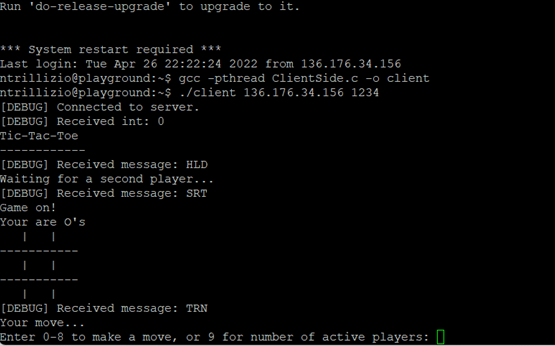 Run 'do-release-upgrade' to upgrade to it.
*** System restart required ***
Last login: Tue Apr 26 22:22:24 2022 from 136.176.34.156
ntrillizio@playground:~$ gcc -pthread ClientSide.c -o client
ntrillizio@playground:~$ ./client 136.176.34.156 1234
[DEBUG] Connected to server.
[DEBUG] Received int: 0
Tic-Tac-Toe
------------
[DEBUG] Received message: HLD
Waiting for a second player...
[DEBUG] Received message: SRT
Game on!
Your are O's
   |   |
-----------
   |   |
-----------
   |   |
[DEBUG] Received message: TRN
Your move...
Enter 0-8 to make a move, or 9 for number of active players: